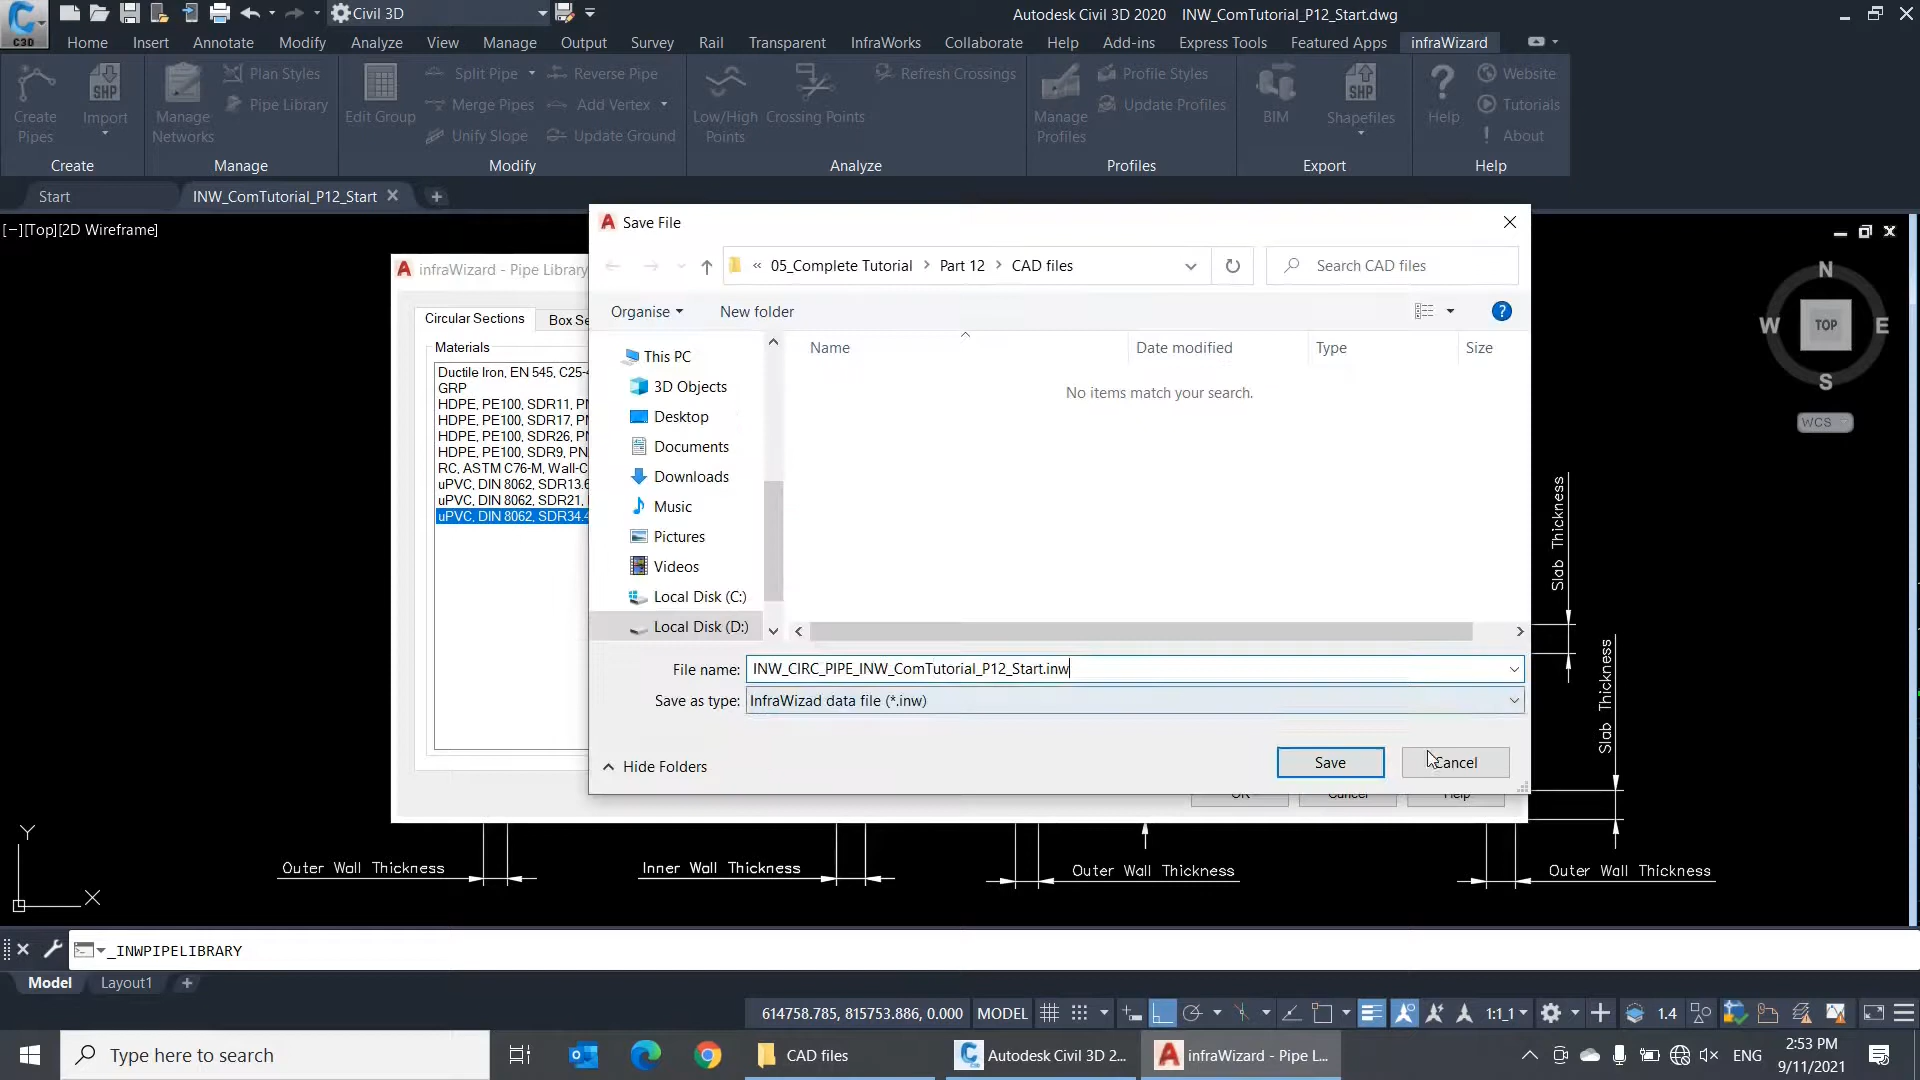 Civil 3D
Autodesk Civil 3D 2020 INW_ComTutorial_P12_Start.dwg
C3D
Home Insert Annotate Modify Analyze View Manage Output Survey Rail Transparent InfraWorks Collaborate Help Add-ins Express Tools Featured Apps infraWizard
Plan Styles Split Pipe Reverse Pipe Refresh Crossings Profile Styles Website
Pipe Library Merge Pipes Add Vertex Update Profiles Tutorials
Create Pipes Import Manage Networks Edit Group Low/High Points Crossing Points Manage Profiles BIM Shapefiles Help
SHP SHP
Unify Slope Update Ground About
Create Manage Modify Analyze Profiles Export Help
Start INW_ComTutorial_P12_Start
[−][Top][2D Wireframe]
Save File
infraWizard - Pipe Library
05_Complete Tutorial Part 12 CAD files
Search CAD files
Organise New folder
Circular Sections Box Se
Materials
Ductile Iron, EN 545, C25-4
GRP
HDPE, PE100, SDR11, PN
HDPE, PE100, SDR17, PN
HDPE, PE100, SDR26, PN
HDPE, PE100, SDR9, PN
RC, ASTM C76-M, Wall-C
uPVC, DIN 8062, SDR13.6
uPVC, DIN 8062, SDR21,
uPVC, DIN 8062, SDR34.4
Name Date modified Type Size
No items match your search.
This PC
3D Objects
Desktop
Documents
Downloads
Music
Pictures
Videos
Local Disk (C:)
Local Disk (D:)
File name: INW_CIRC_PIPE_INW_ComTutorial_P12_Start.inw
Save as type: InfraWizad data file (*.inw)
Hide Folders
Save Cancel
OK Cancel Help
N
W TOP E
S
WCS
Slab Thickness
Slab Thickness
Y
X
Outer Wall Thickness
Inner Wall Thickness
Outer Wall Thickness
Outer Wall Thickness
_INWPIPELIBRARY
Model Layout1
614758.785, 815753.886, 0.000 MODEL 1:1 1.4
Type here to search
CAD files
Autodesk Civil 3D 2...
infraWizard - Pipe L...
ENG
2:53 PM
9/11/2021